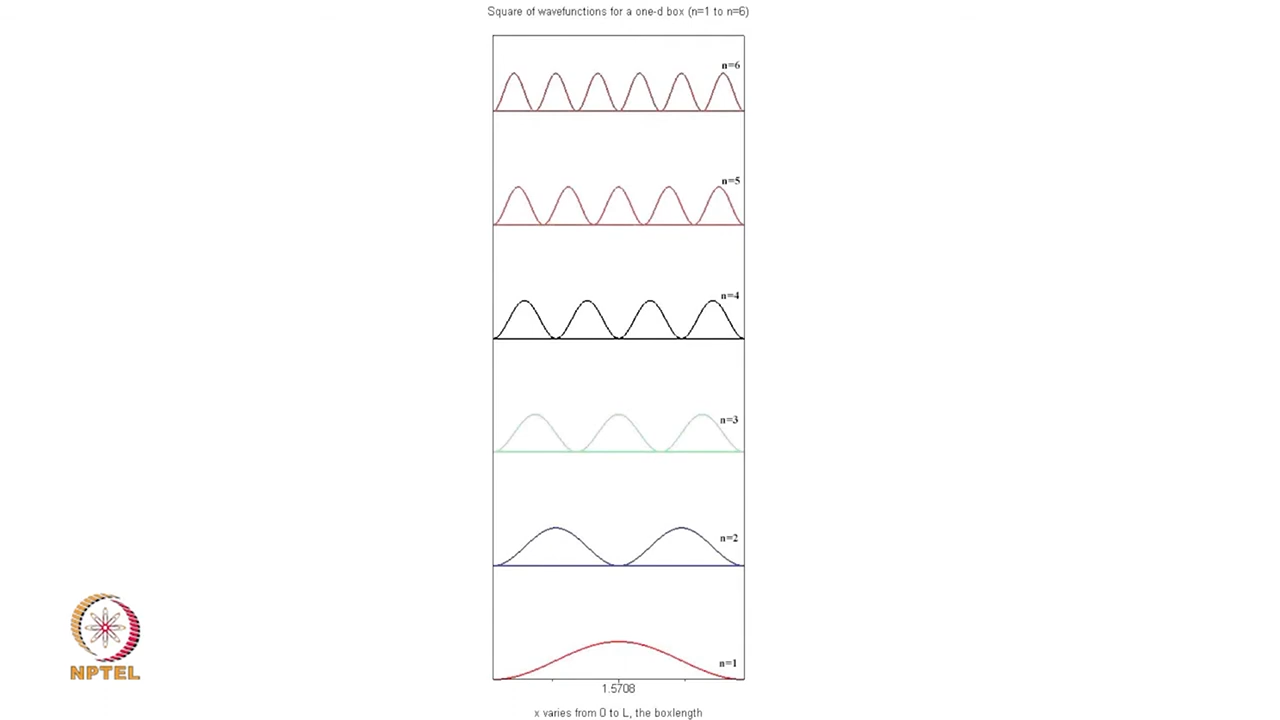 Square of wavefunctions for a one-d box (n=1 to n=6)
n=6
n=5
n=4
n=3
n=2
n=1
1.5708
x varies from 0 to L, the boxlength
NPTEL